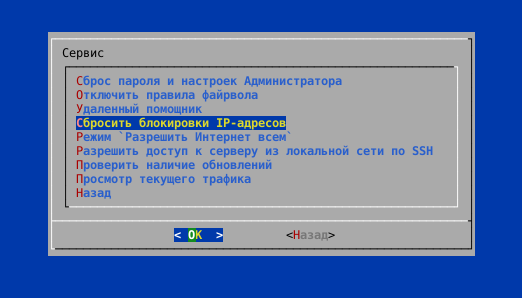 Сервис
Сброс пароля и настроек Администратора
Отключить правила файрвола
Удаленный помощник
Сбросить блокировки IP-адресов
Режим `Разрешить Интернет всем`
Разрешить доступ к серверу из локальной сети по SSH
Проверить наличие обновлений
Просмотр текущего трафика
Назад
< OK > <Назад>